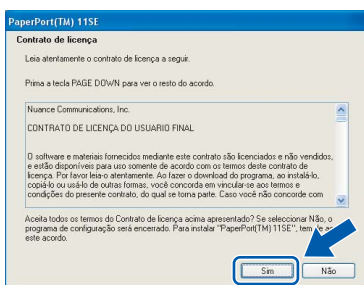 PaperPort(TM) 11SE
Contrato de licença
Leia atentamente o contrato de licença a seguir.
Prima a tecla PAGE DOWN para ver o resto do acordo.
Nuance Communications, Inc.
CONTRATO DE LICENÇA DO USUARIO FINAL
O software e materiais fornecidos mediante este contrato são licenciados e não vendidos,
e estão disponíveis para uso somente de acordo com os termos deste contrato de
licença. Por favor leia-o atentamente. Ao fazer o download do programa, ao instalá-lo,
copiá-lo ou usá-lo de outras formas, você concorda em vincular-se aos termos e
condições do presente contrato, do qual se torna parte. Caso você não concorde com
Aceita todos os termos do Contrato de licença acima apresentado? Se seleccionar Não, o
programa de configuração será encerrado. Para instalar "PaperPort(TM) 11SE", tem de
este acordo.
Sim
Não